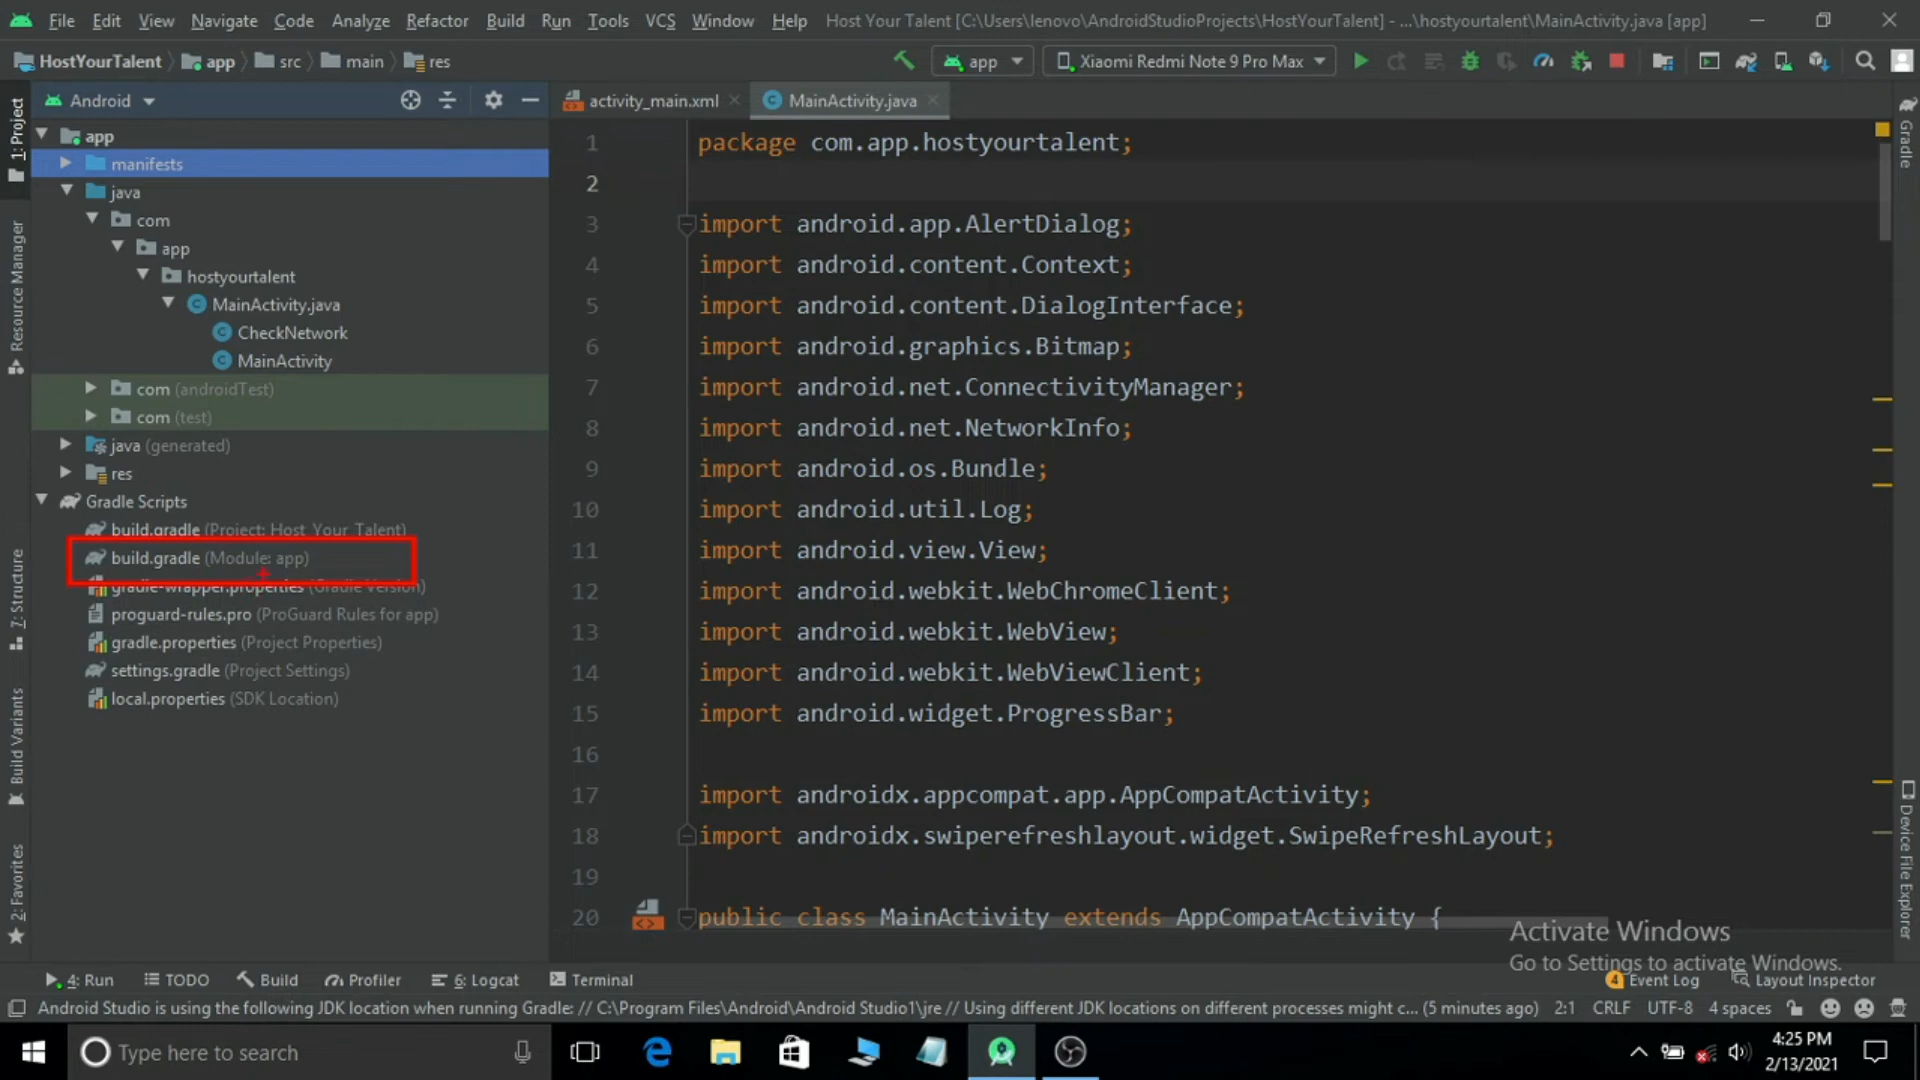 File Edit View Navigate Code Analyze Refactor Build Run Tools VCS Window Help Host Your Talent [C:\Users\lenovo\AndroidStudioProjects\HostYourTalent] - ...\hostyourtalent\MainActivity.java [app]
HostYourTalent app src main res app Xiaomi Redmi Note 9 Pro Max
Android
activity_main.xml MainActivity.java
1: Project
Resource Manager
7: Structure
Build Variants
2: Favorites
app
manifests
java
com
app
hostyourtalent
MainActivity.java
CheckNetwork
MainActivity
com (androidTest)
com (test)
java (generated)
res
Gradle Scripts
build.gradle (Project: Host Your Talent)
build.gradle (Module: app)
gradle-wrapper.properties (Gradle Version)
proguard-rules.pro (ProGuard Rules for app)
gradle.properties (Project Properties)
settings.gradle (Project Settings)
local.properties (SDK Location)
1 package com.app.hostyourtalent;
2
3 import android.app.AlertDialog;
4 import android.content.Context;
5 import android.content.DialogInterface;
6 import android.graphics.Bitmap;
7 import android.net.ConnectivityManager;
8 import android.net.NetworkInfo;
9 import android.os.Bundle;
10 import android.util.Log;
11 import android.view.View;
12 import android.webkit.WebChromeClient;
13 import android.webkit.WebView;
14 import android.webkit.WebViewClient;
15 import android.widget.ProgressBar;
16
17 import androidx.appcompat.app.AppCompatActivity;
18 import androidx.swiperefreshlayout.widget.SwipeRefreshLayout;
19
20 public class MainActivity extends AppCompatActivity {
Gradle
Device File Explorer
Activate Windows
Go to Settings to activate Windows.
4: Run TODO Build Profiler 6: Logcat Terminal 4 Event Log Layout Inspector
Android Studio is using the following JDK location when running Gradle: // C:\Program Files\Android\Android Studio1\jre // Using different JDK locations on different processes might c... (5 minutes ago) 2:1 CRLF UTF-8 4 spaces
Type here to search
4:25 PM
2/13/2021